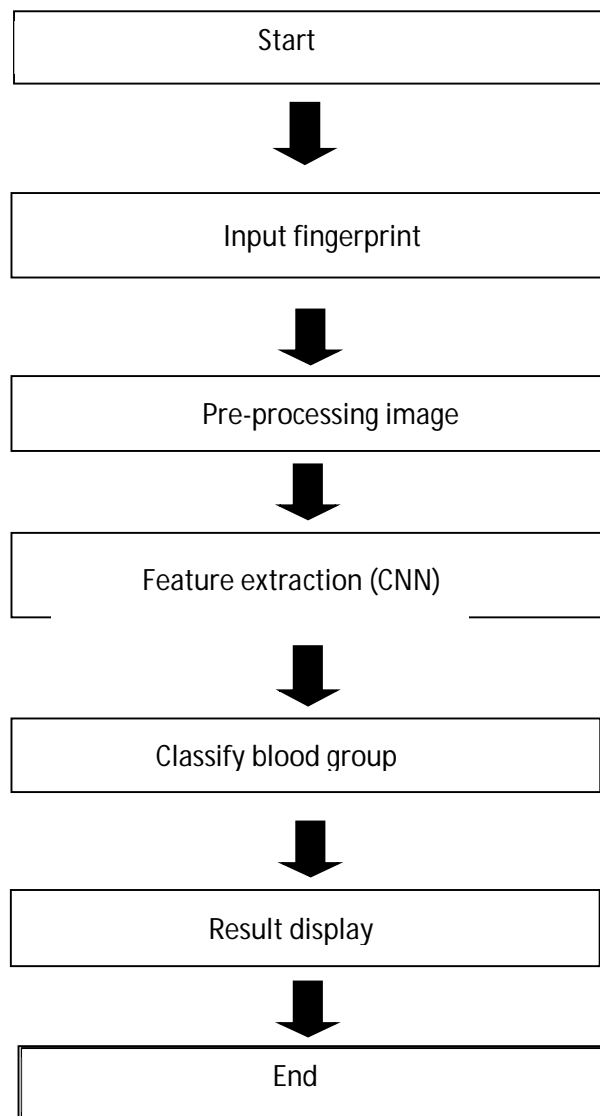 Start
Input fingerprint
Pre-processing image
Feature extraction (CNN)
Classify blood group
Result display
End